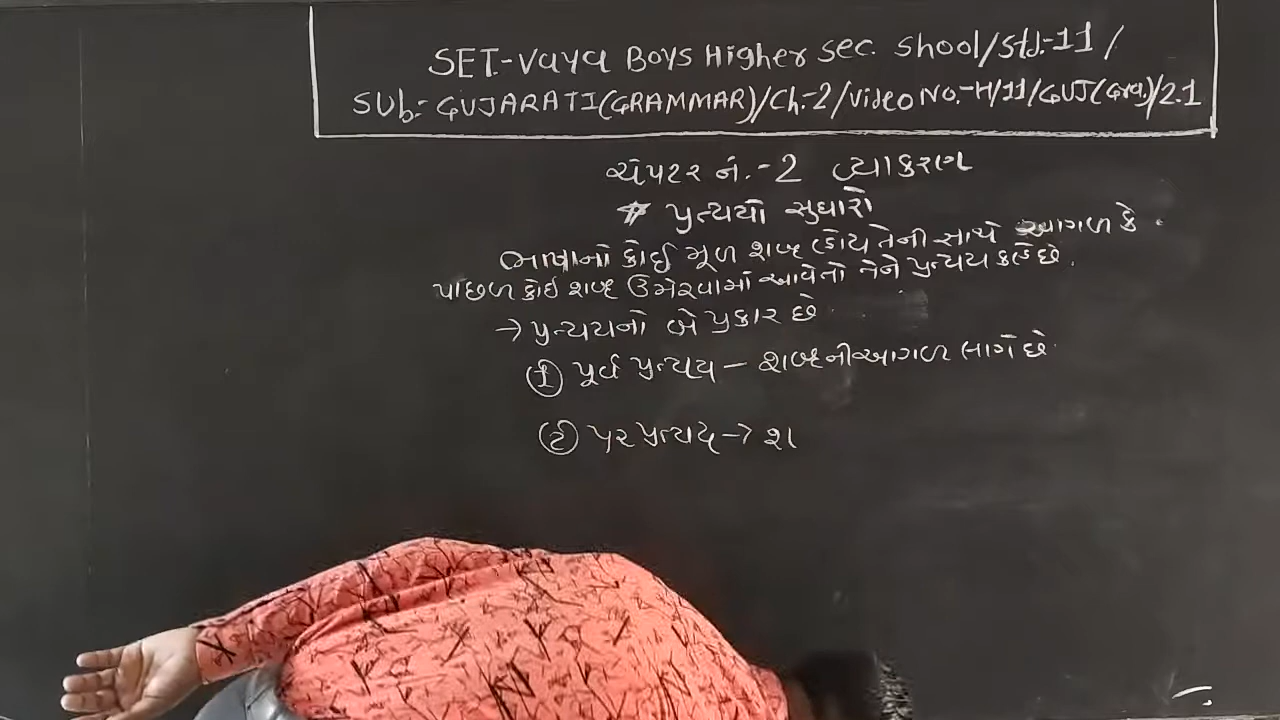 SET.-Vaya Boys Higher Sec. Shool/Std.-11/
SUb.- GUJARATI(GRAMMAR)/Ch.-2/Video No.-H/11/GUJ(Gra.)/2.1
ચેપટર નં.-2 વ્યાકરણ
# પ્રત્યયો સુધારો
ભાષાનો કોઈ મૂળ શબ્દ હોય તેની સાથે આગળ કે
પાછળ કોઈ શબ્દ ઉમેરવામાં આવે તો તેને પ્રત્યય કહે છે.
→ પ્રત્યયનો બે પ્રકાર છે
① પૂર્વ પ્રત્યય – શબ્દની આગળ લાગે છે
② પર પ્રત્યય → શ